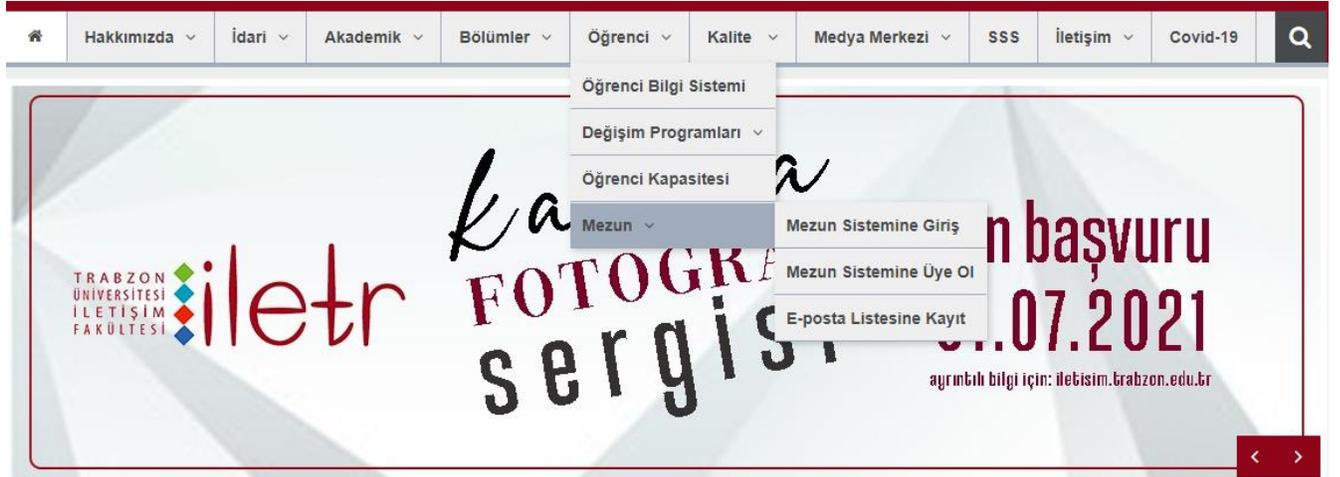 Hakkımızda
İdari
Akademik
Bölümler
Öğrenci
Kalite
Medya Merkezi
SSS
İletişim
Covid-19
Öğrenci Bilgi Sistemi
Değişim Programları
Öğrenci Kapasitesi
Mezun
Mezun Sistemine Giriş
Mezun Sistemine Üye Ol
E-posta Listesine Kayıt
TRABZON
ÜNİVERSİTESİ
İLETİŞİM
FAKÜLTESİ
iletr
sergisi
başvuru
07.2021
ayrıntılı bilgi için: iletisim.trabzon.edu.tr